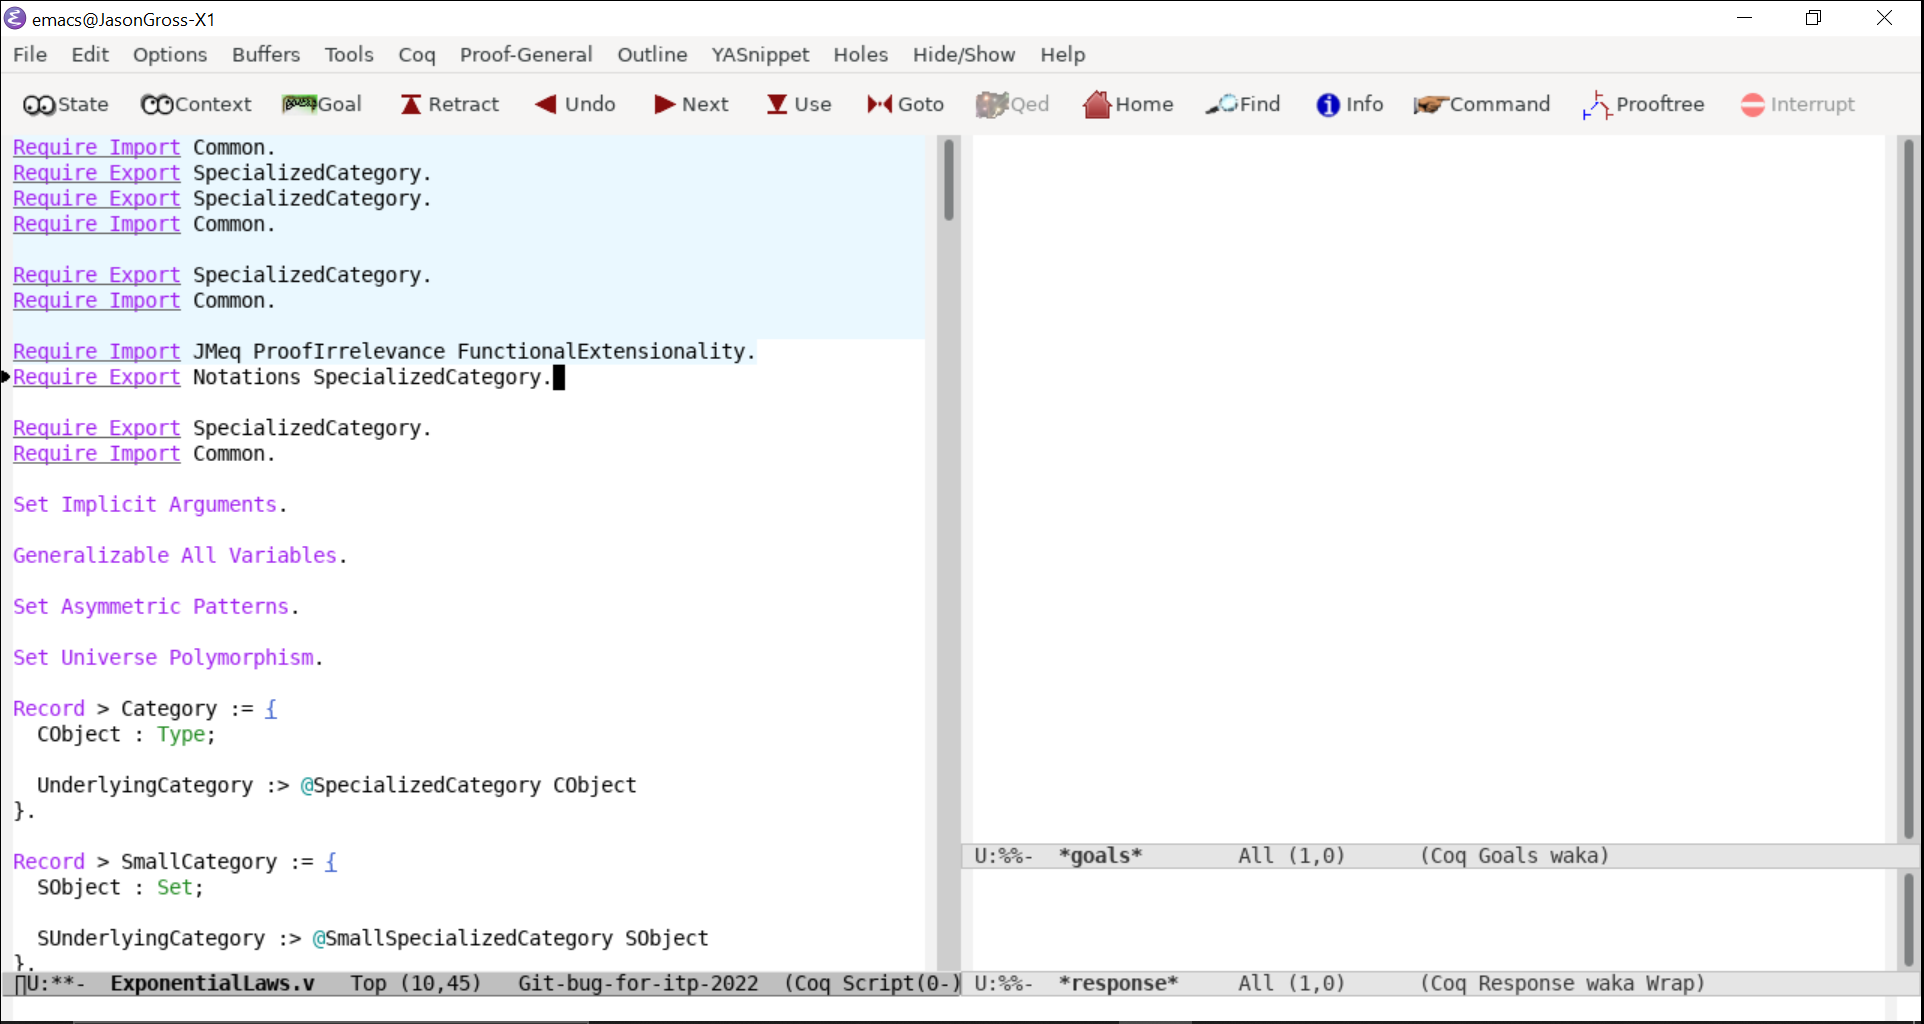 emacs@JasonGross-X1
File Edit Options Buffers Tools Coq Proof-General Outline YASnippet Holes Hide/Show Help
State Context Goal Retract Undo Next Use Goto Qed Home Find Info Command Prooftree Interrupt
Require Import Common.
Require Export SpecializedCategory.
Require Export SpecializedCategory.
Require Import Common.
Require Export SpecializedCategory.
Require Import Common.
Require Import JMeq ProofIrrelevance FunctionalExtensionality.
Require Export Notations SpecializedCategory.
Require Export SpecializedCategory.
Require Import Common.
Set Implicit Arguments.
Generalizable All Variables.
Set Asymmetric Patterns.
Set Universe Polymorphism.
Record > Category := {
CObject : Type;
UnderlyingCategory :> @SpecializedCategory CObject
}.
Record > SmallCategory := {
SObject : Set;
SUnderlyingCategory :> @SmallSpecializedCategory SObject
}.
U:**- ExponentialLaws.v Top (10,45) Git-bug-for-itp-2022 (Coq Script(0-)
U:%%- *goals* All (1,0) (Coq Goals waka)
U:%%- *response* All (1,0) (Coq Response waka Wrap)